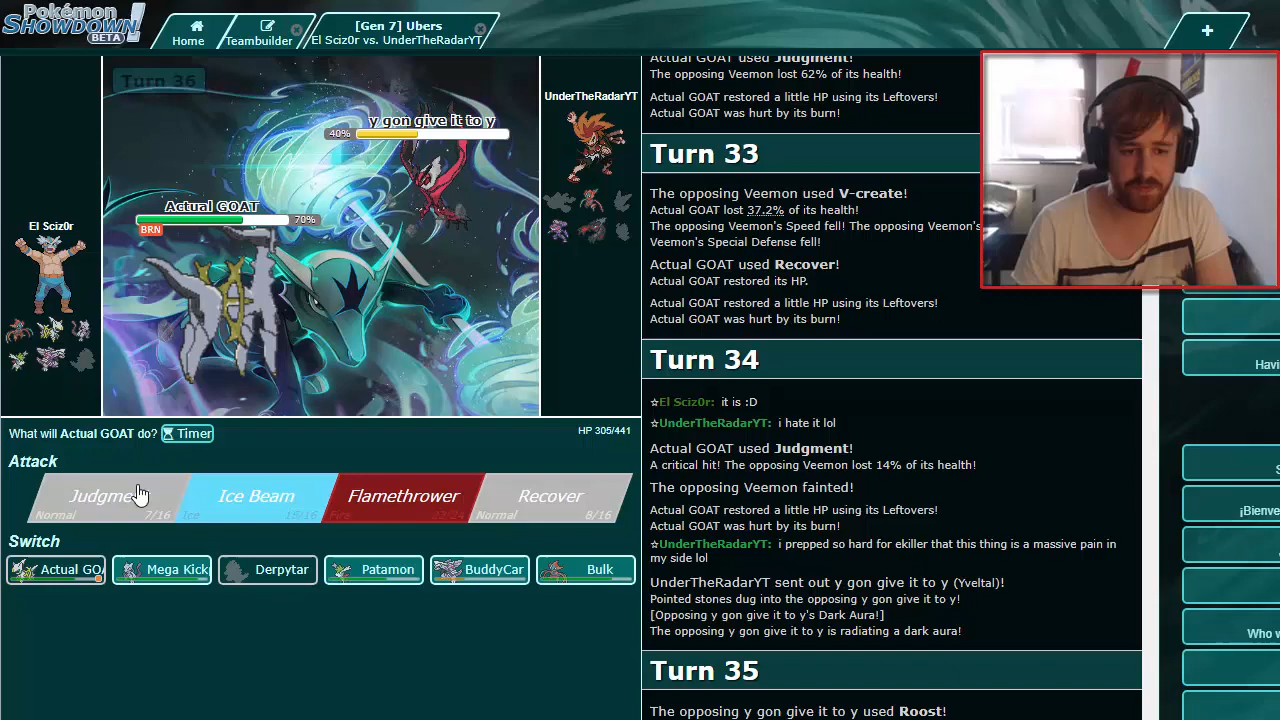 Pokémon
SHOWDOWN!
BETA
Home
Teambuilder
[Gen 7] Ubers
El Sciz0r vs. UnderTheRadarYT
+
Turn 36
UnderTheRadarYT
y gon give it to y
40%
Actual GOAT
70%
BRN
El Sciz0r
What will Actual GOAT do? Timer
HP 305/441
Attack
Judgme
Normal 7/16
Ice Beam
Ice 15/16
Flamethrower
Fire 23/24
Recover
Normal 8/16
Switch
Actual GOA
Mega Kick
Derpytar
Patamon
BuddyCar
Bulk
Actual GOAT used Judgment!
The opposing Veemon lost 62% of its health!
Actual GOAT restored a little HP using its Leftovers!
Actual GOAT was hurt by its burn!
Turn 33
The opposing Veemon used V-create!
Actual GOAT lost 37.2% of its health!
The opposing Veemon's Speed fell! The opposing Veemon's
Veemon's Special Defense fell!
Actual GOAT used Recover!
Actual GOAT restored its HP.
Actual GOAT restored a little HP using its Leftovers!
Actual GOAT was hurt by its burn!
Turn 34
☆El Sciz0r: it is :D
☆UnderTheRadarYT: i hate it lol
Actual GOAT used Judgment!
A critical hit! The opposing Veemon lost 14% of its health!
The opposing Veemon fainted!
Actual GOAT restored a little HP using its Leftovers!
Actual GOAT was hurt by its burn!
☆UnderTheRadarYT: i prepped so hard for ekiller that this thing is a massive pain in
my side lol
UnderTheRadarYT sent out y gon give it to y (Yveltal)!
Pointed stones dug into the opposing y gon give it to y!
[Opposing y gon give it to y's Dark Aura!]
The opposing y gon give it to y is radiating a dark aura!
Turn 35
The opposing y gon give it to y used Roost!
Havi
S
¡Bienve
Who w